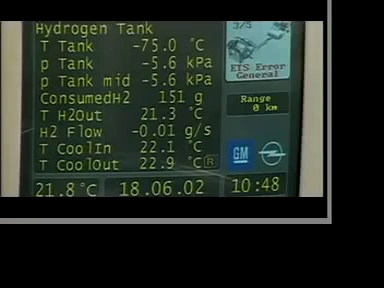 Hydrogen Tank
T Tank -75.0 °C
p Tank -5.6 kPa
p Tank mid -5.6 kPa
ConsumedH2 151 g
T H2Out 21.3 °C
H2 Flow -0.01 g/s
T CoolIn 22.1 °C
T CoolOut 22.9 °C R
3/5
ETS Error
General
Range
0 km
GM
21.8°C 18.06.02 10:48